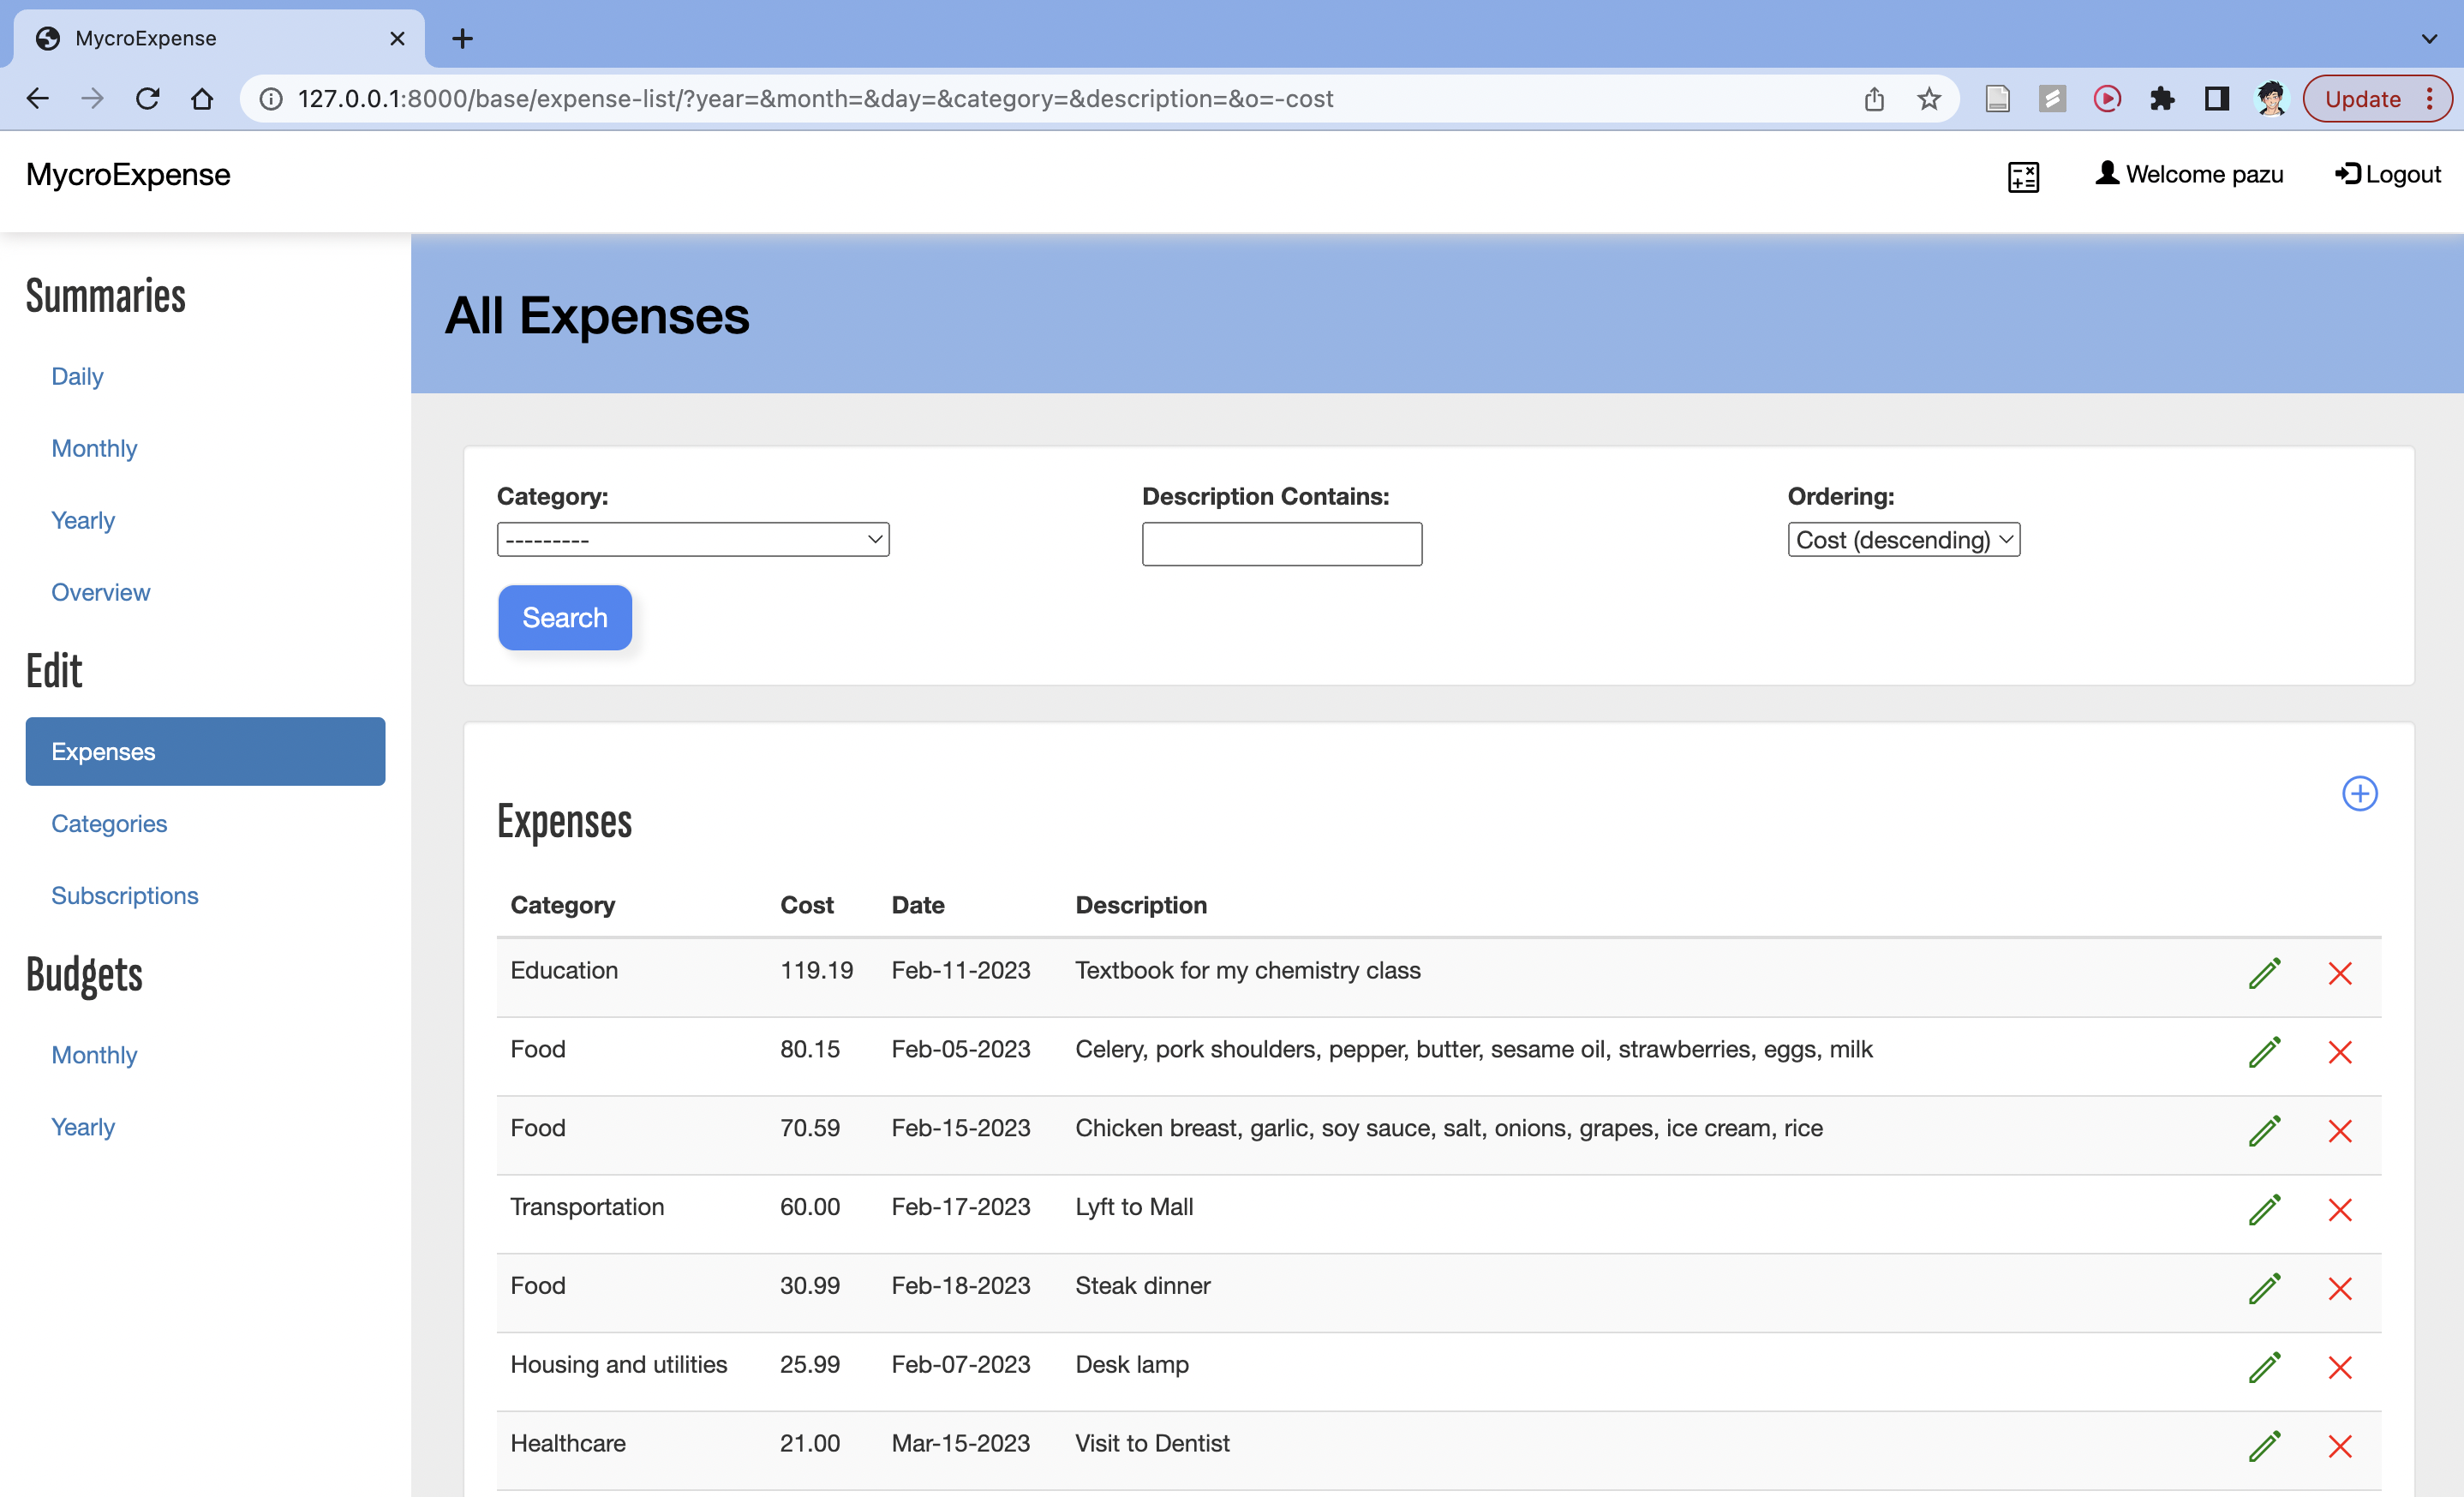 MycroExpense
127.0.0.1:8000/base/expense-list/?year=&month=&day=&category=&description=&o=-cost
Update
MycroExpense
Welcome pazu
Logout
Summaries
Daily
Monthly
Yearly
Overview
Edit
Expenses
Categories
Subscriptions
Budgets
Monthly
Yearly
All Expenses
Category: Description Contains: Ordering:
--------- Cost (descending)
Search
Expenses
Category Cost Date Description
Education 119.19 Feb-11-2023 Textbook for my chemistry class
Food 80.15 Feb-05-2023 Celery, pork shoulders, pepper, butter, sesame oil, strawberries, eggs, milk
Food 70.59 Feb-15-2023 Chicken breast, garlic, soy sauce, salt, onions, grapes, ice cream, rice
Transportation 60.00 Feb-17-2023 Lyft to Mall
Food 30.99 Feb-18-2023 Steak dinner
Housing and utilities 25.99 Feb-07-2023 Desk lamp
Healthcare 21.00 Mar-15-2023 Visit to Dentist